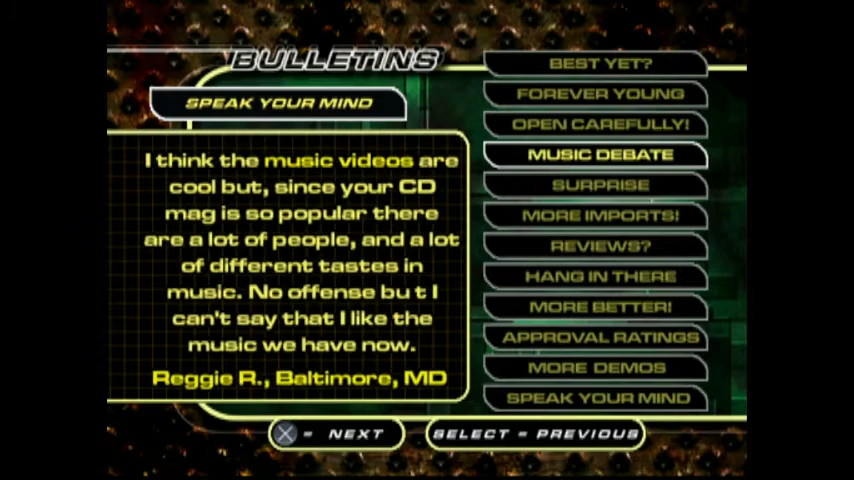 BULLETINS
SPEAK YOUR MIND
I think the music videos are
cool but, since your CD
mag is so popular there
are a lot of people, and a lot
of different tastes in
music. No offense but I
can't say that I like the
music we have now.
Reggie R., Baltimore, MD
BEST YET?
FOREVER YOUNG
OPEN CAREFULLY!
MUSIC DEBATE
SURPRISE
MORE IMPORTS!
REVIEWS?
HANG IN THERE
MORE BETTER!
APPROVAL RATINGS
MORE DEMOS
SPEAK YOUR MIND
= NEXT
SELECT = PREVIOUS